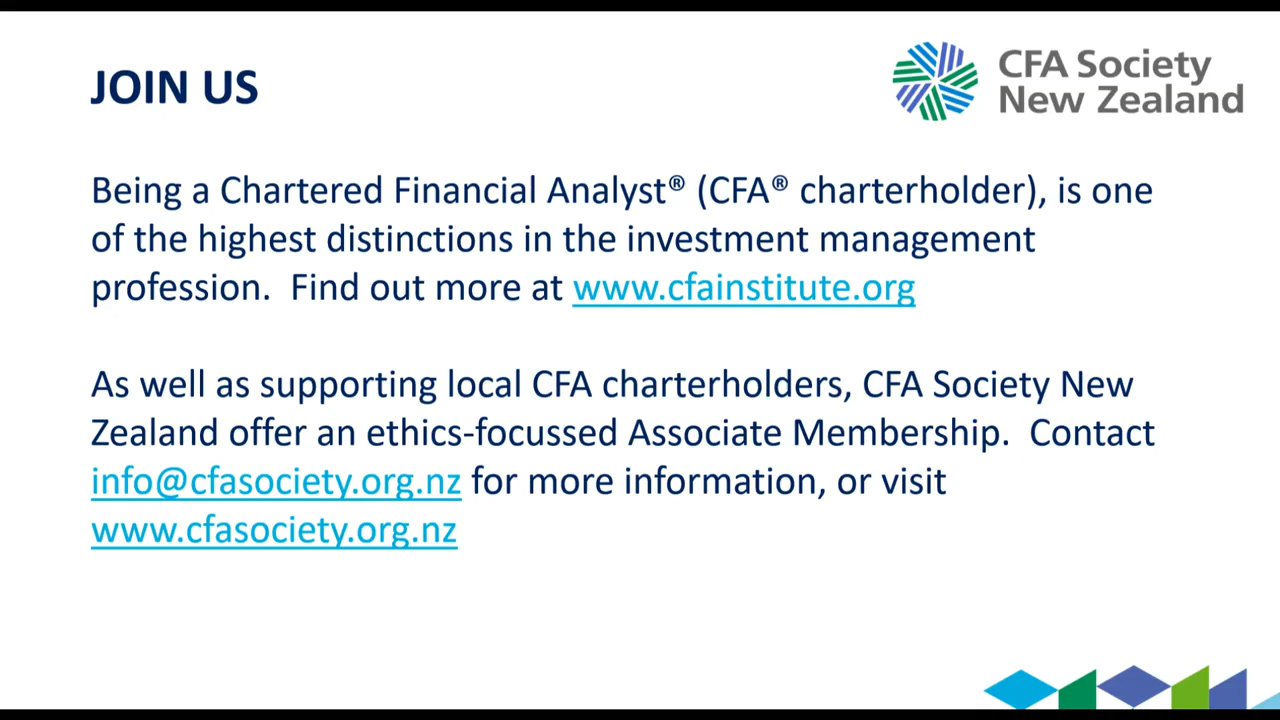 JOIN US
CFA Society
New Zealand
Being a Chartered Financial Analyst® (CFA® charterholder), is one
of the highest distinctions in the investment management
profession.  Find out more at www.cfainstitute.org
As well as supporting local CFA charterholders, CFA Society New
Zealand offer an ethics-focussed Associate Membership.  Contact
info@cfasociety.org.nz for more information, or visit
www.cfasociety.org.nz